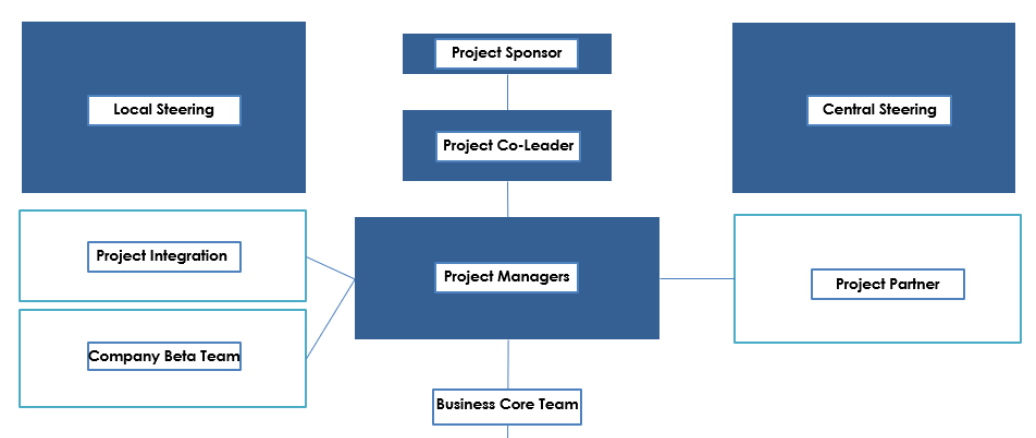 Project Sponsor
Local Steering
Central Steering
Project Co-Leader
Project Integration
Project Managers
Project Partner
Company Beta Team
Business Core Team